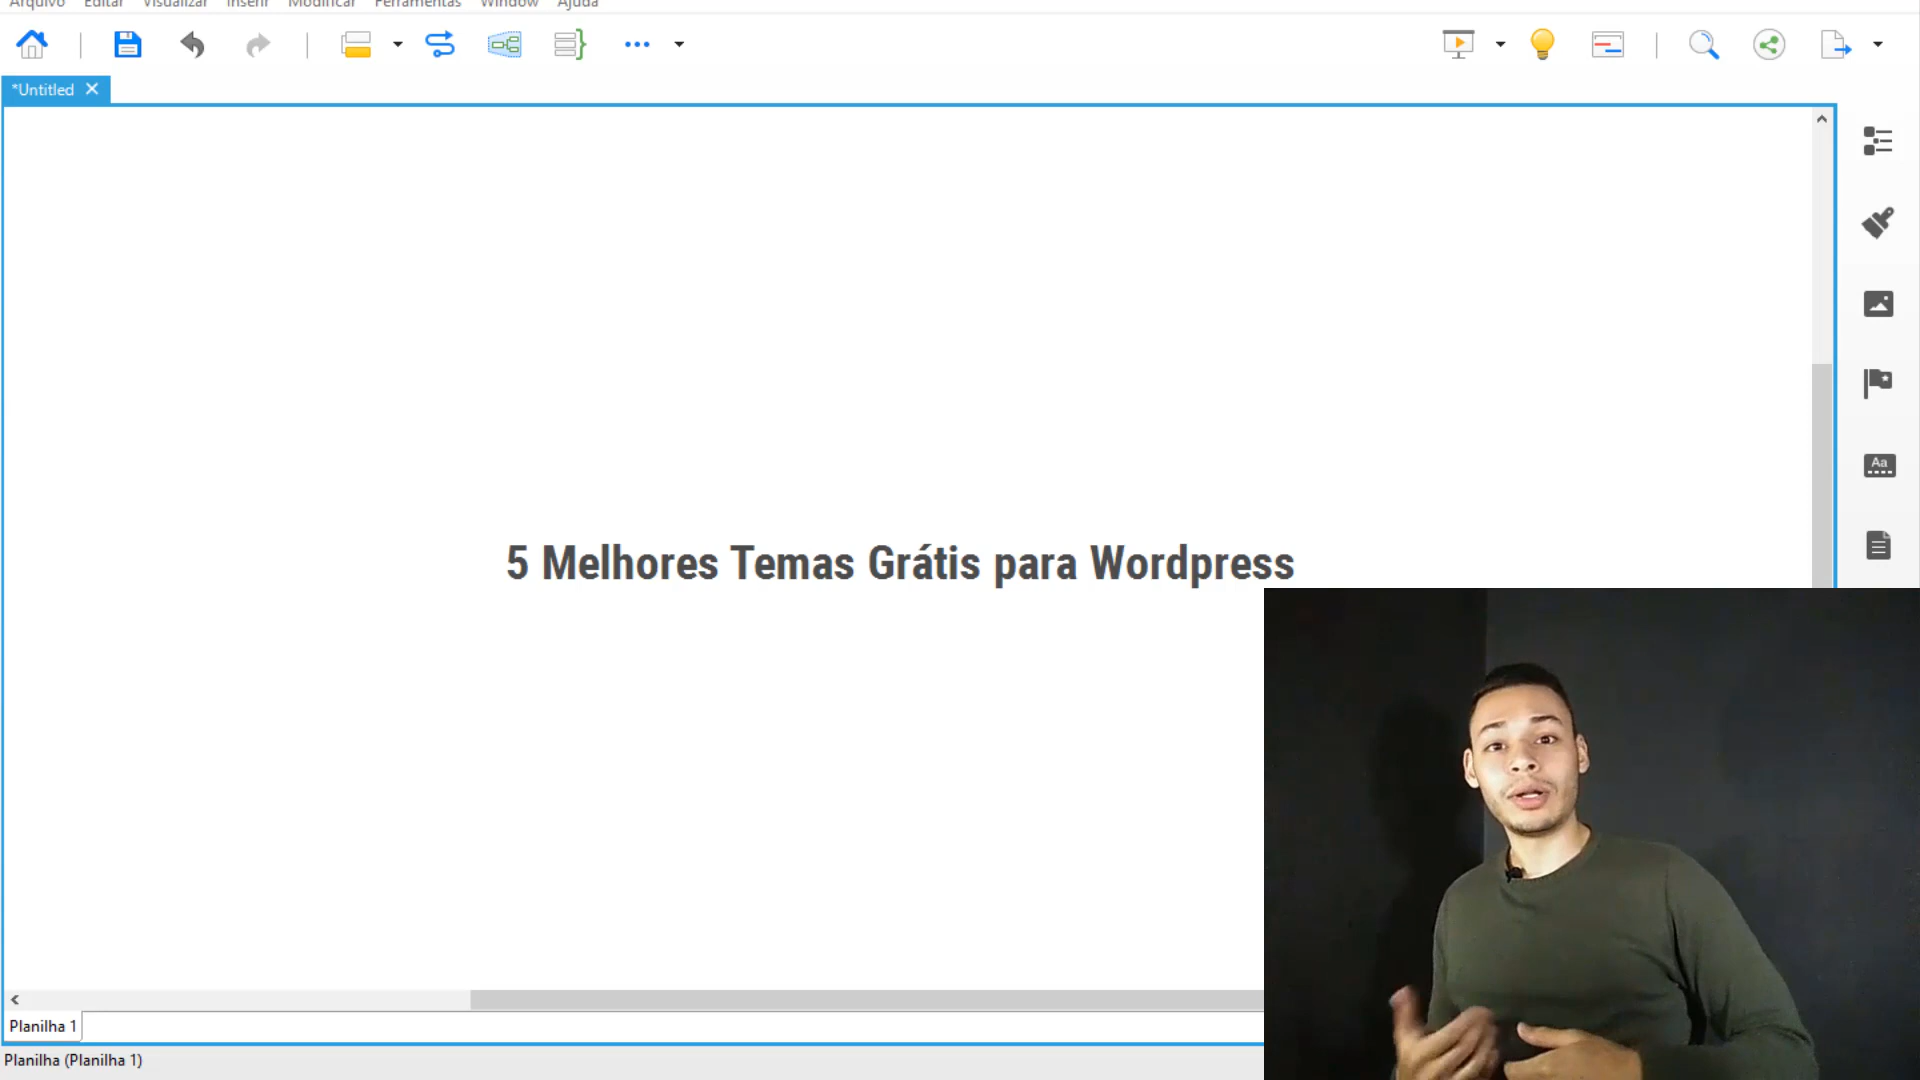 Arquivo Editar Visualizar Inserir Modificar Ferramentas Window Ajuda
*Untitled
Aa
5 Melhores Temas Grátis para Wordpress
Planilha 1
Planilha (Planilha 1)